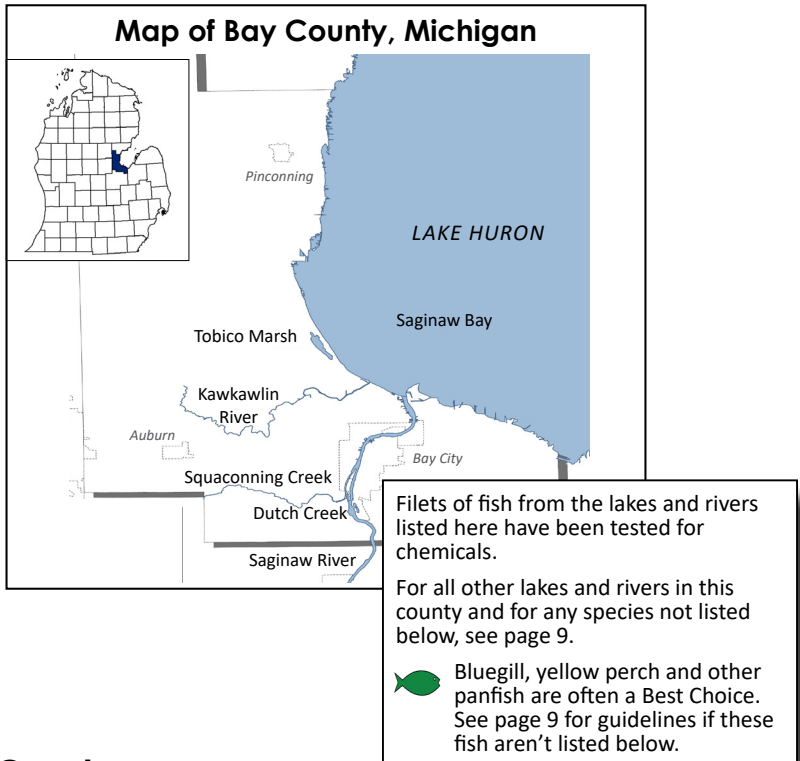 Map of Bay County, Michigan
Pinconning
LAKE HURON
Saginaw Bay
Tobico Marsh
Kawkawlin
River
Auburn
Bay City
Squaconning Creek
Dutch Creek
Saginaw River
Filets of fish from the lakes and rivers
listed here have been tested for
chemicals.
For all other lakes and rivers in this
county and for any species not listed
below, see page 9.
Bluegill, yellow perch and other
panfish are often a Best Choice.
See page 9 for guidelines if these
fish aren't listed below.